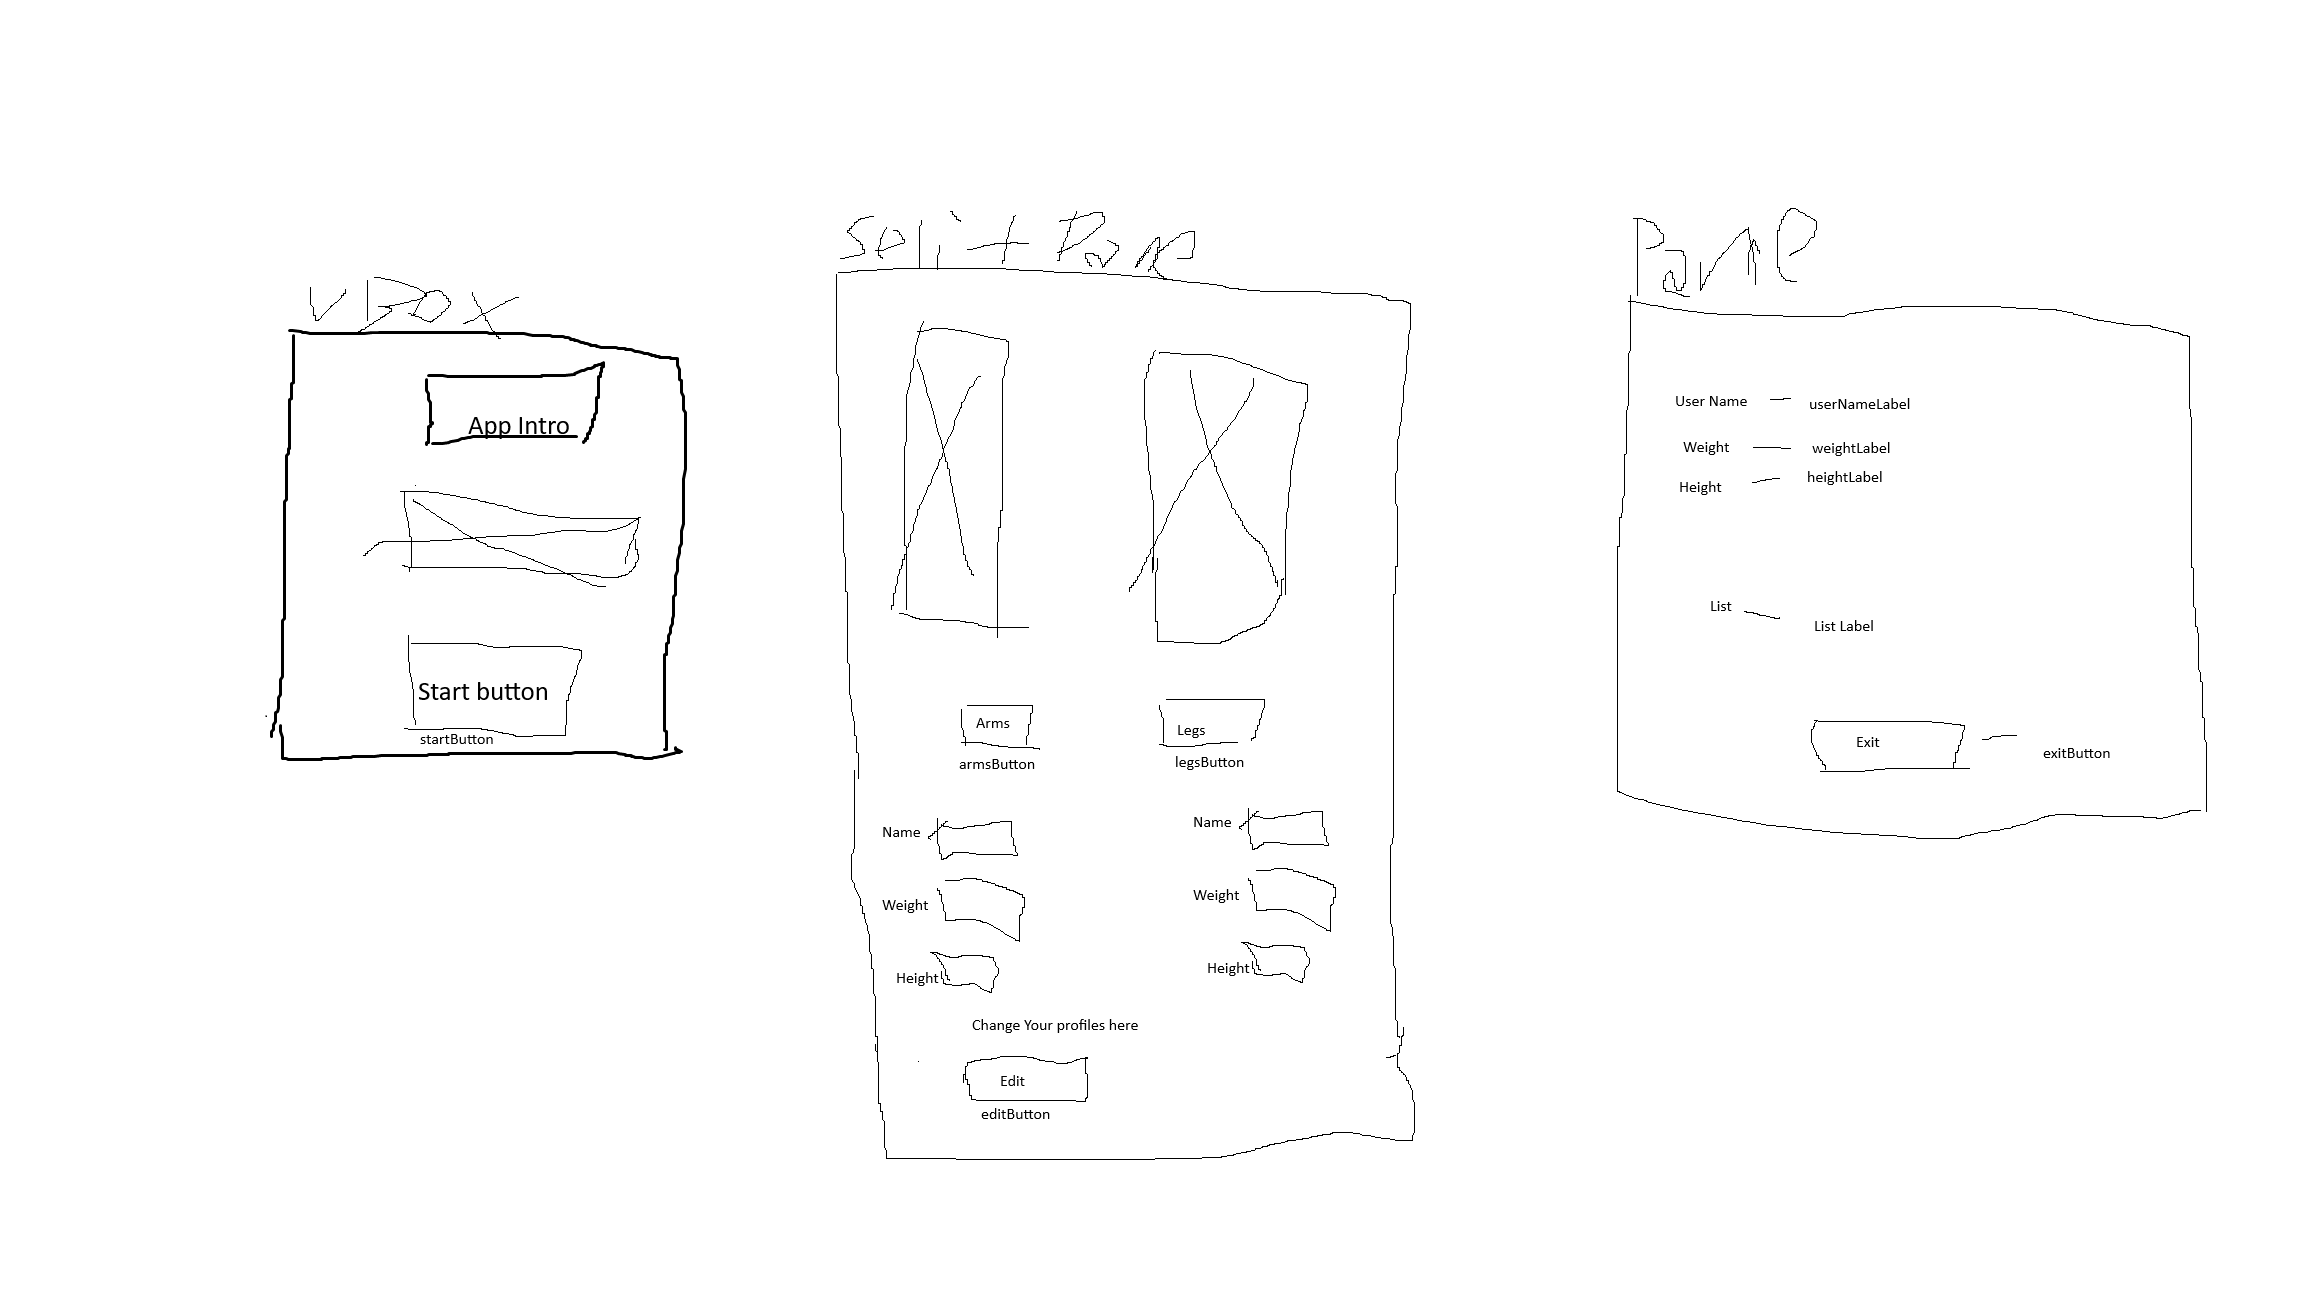 VBox
App Intro
Start button
startButton
Split Pane
Arms
Legs
armsButton
legsButton
Name
Name
Weight
Weight
Height
Height
Change Your profiles here
Edit
editButton
Pane
User Name
userNameLabel
Weight
weightLabel
Height
heightLabel
List
List Label
Exit
exitButton